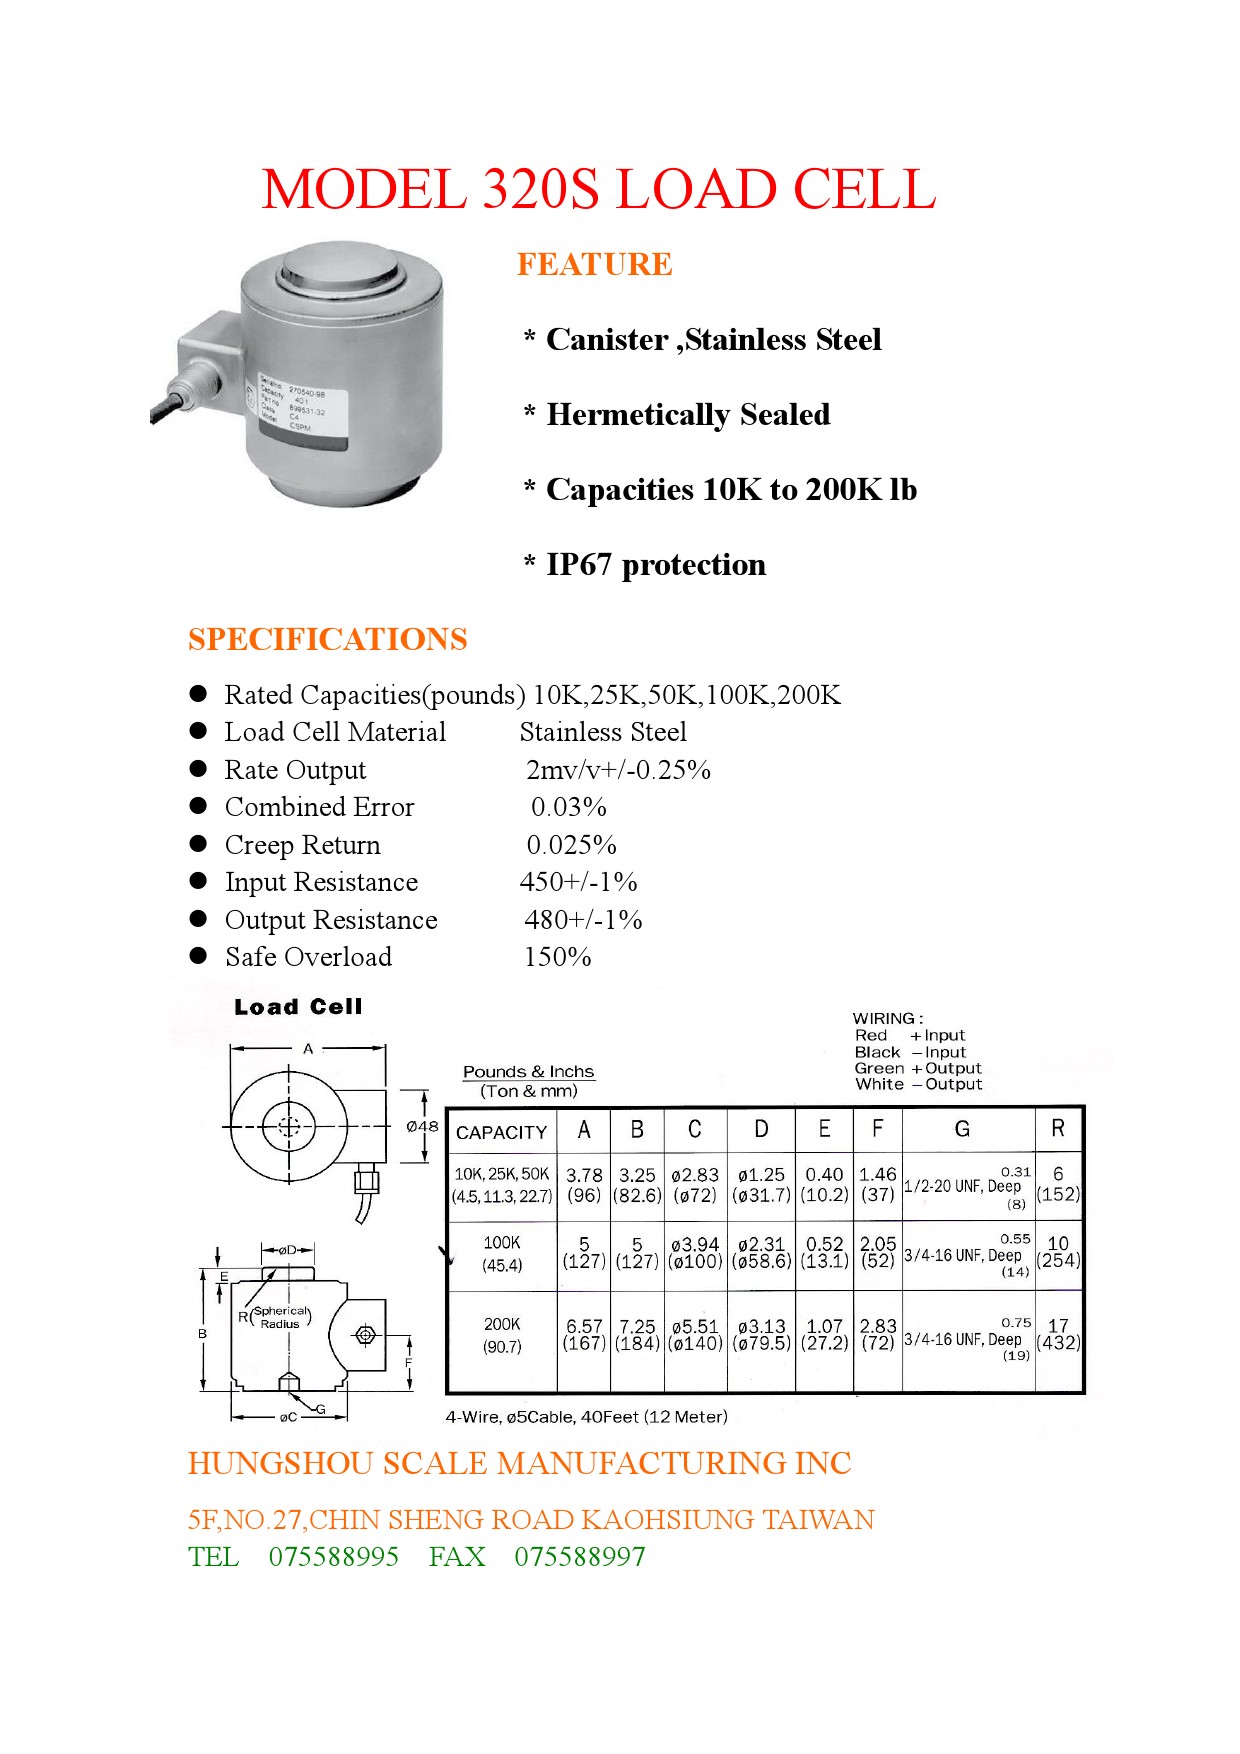 MODEL 320S LOAD CELL
FEATURE
* Canister ,Stainless Steel
* Hermetically Sealed
* Capacities 10K to 200K lb
* IP67 protection
Serial no. 270540-98
Capacity 40 t
Part no 899531-32
Class C4
Model CSPM
SPECIFICATIONS
● Rated Capacities(pounds) 10K,25K,50K,100K,200K
● Load Cell Material Stainless Steel
● Rate Output 2mv/v+/-0.25%
● Combined Error 0.03%
● Creep Return 0.025%
● Input Resistance 450+/-1%
● Output Resistance 480+/-1%
● Safe Overload 150%
Load Cell
A
Ø48
øD
E
B
R(Spherical Radius)
F
G
øC
WIRING :
Red +Input
Black −Input
Green +Output
White −Output
Pounds & Inchs
(Ton & mm)
CAPACITY A B C D E F G R
10K, 25K, 50K 3.78 3.25 ø2.83 ø1.25 0.40 1.46 1/2-20 UNF, Deep 0.31 6
(4.5, 11.3, 22.7) (96) (82.6) (ø72) (ø31.7) (10.2) (37) (8) (152)
100K 5 5 ø3.94 ø2.31 0.52 2.05 3/4-16 UNF, Deep 0.55 10
(45.4) (127) (127) (ø100) (ø58.6) (13.1) (52) (14) (254)
200K 6.57 7.25 ø5.51 ø3.13 1.07 2.83 3/4-16 UNF, Deep 0.75 17
(90.7) (167) (184) (ø140) (ø79.5) (27.2) (72) (19) (432)
4-Wire, ø5Cable, 40Feet (12 Meter)
HUNGSHOU SCALE MANUFACTURING INC
5F,NO.27,CHIN SHENG ROAD KAOHSIUNG TAIWAN
TEL 075588995 FAX 075588997